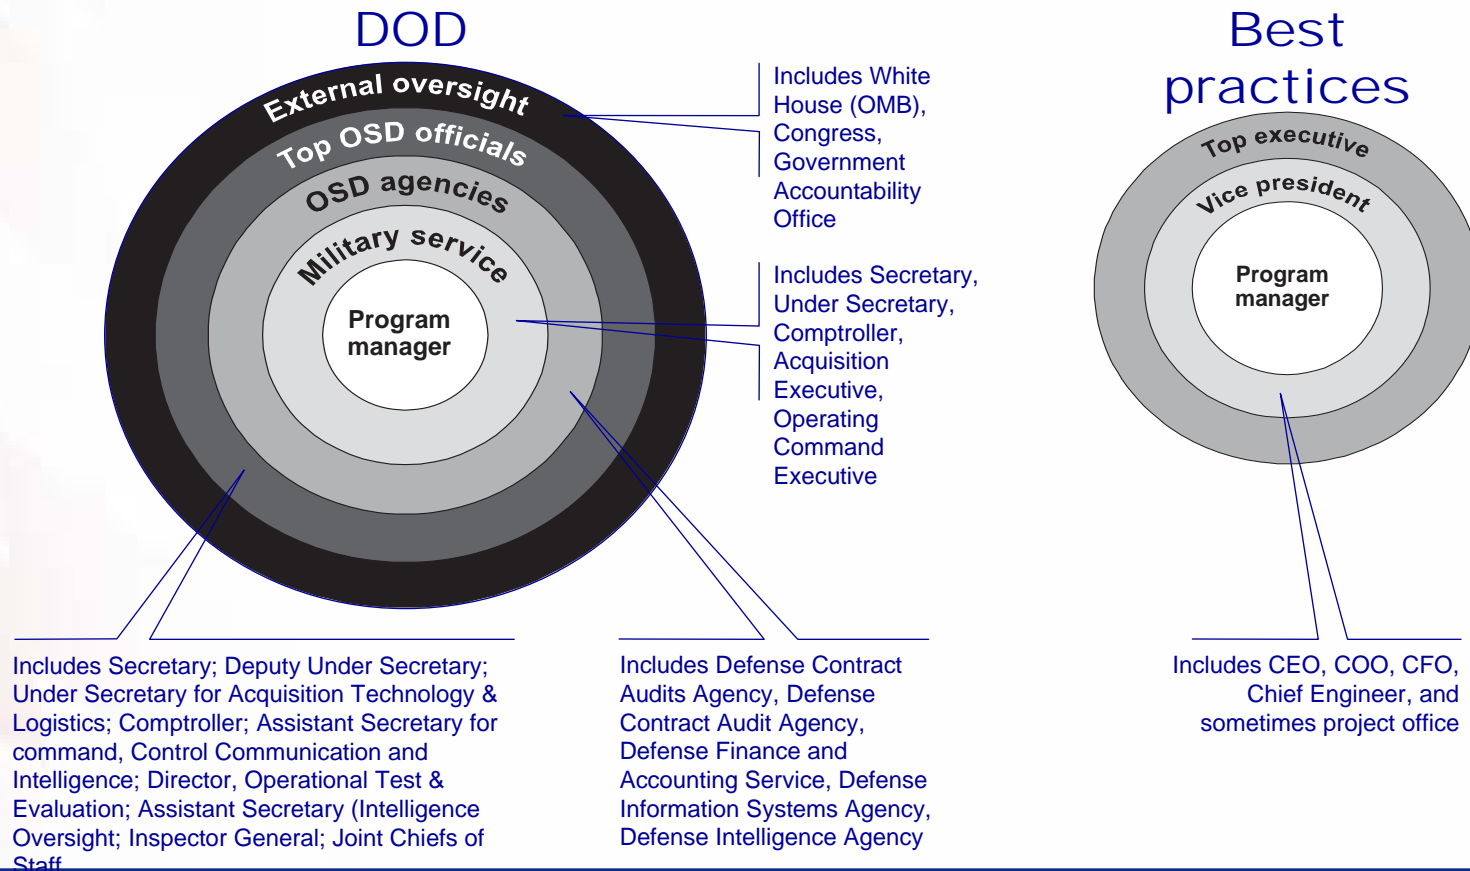 DOD
External oversight
Top OSD officials
OSD agencies
Military service
Program
manager
Includes White
House (OMB),
Congress,
Government
Accountability
Office
Includes Secretary,
Under Secretary,
Comptroller,
Acquisition
Executive,
Operating
Command
Executive
Includes Secretary; Deputy Under Secretary;
Under Secretary for Acquisition Technology &
Logistics; Comptroller; Assistant Secretary for
command, Control Communication and
Intelligence; Director, Operational Test &
Evaluation; Assistant Secretary (Intelligence
Oversight; Inspector General; Joint Chiefs of
Staff
Includes Defense Contract
Audits Agency, Defense
Contract Audit Agency,
Defense Finance and
Accounting Service, Defense
Information Systems Agency,
Defense Intelligence Agency
Best
practices
Top executive
Vice president
Program
manager
Includes CEO, COO, CFO,
Chief Engineer, and
sometimes project office